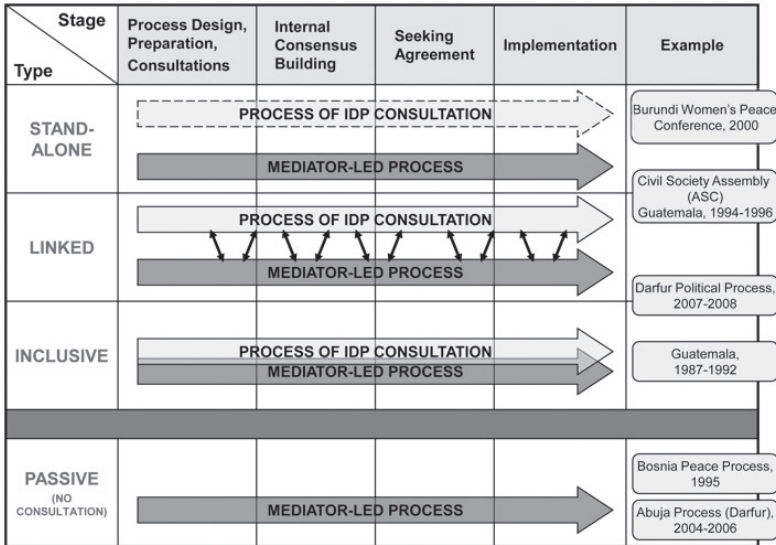 Stage
Type
Process Design,
Preparation,
Consultations
Internal
Consensus
Building
Seeking
Agreement
Implementation
Example
STAND-
ALONE
PROCESS OF IDP CONSULTATION
MEDIATOR-LED PROCESS
Burundi Women's Peace
Conference, 2000
Civil Society Assembly
(ASC)
Guatemala, 1994-1996
LINKED
PROCESS OF IDP CONSULTATION
MEDIATOR-LED PROCESS
Darfur Political Process,
2007-2008
INCLUSIVE
PROCESS OF IDP CONSULTATION
MEDIATOR-LED PROCESS
Guatemala,
1987-1992
PASSIVE
(NO
CONSULTATION)
MEDIATOR-LED PROCESS
Bosnia Peace Process,
1995
Abuja Process (Darfur),
2004-2006